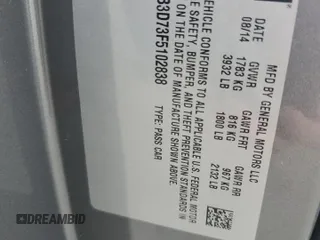 MFD BY GENERAL MOTORS LLC
DATE GVWR GAWR FRT GAWR RR
08/14 1783 KG 816 KG 967 KG
3932 LB 1800 LB 2132 LB
VEHICLE CONFORMS TO ALL APPLICABLE U.S. FEDERAL MOTOR
E SAFETY, BUMPER, AND THEFT PREVENTION STANDARDS IN
ON THE DATE OF MANUFACTURE SHOWN ABOVE.
B3D73F5102838 TYPE: PASS CAR
DREAMBID